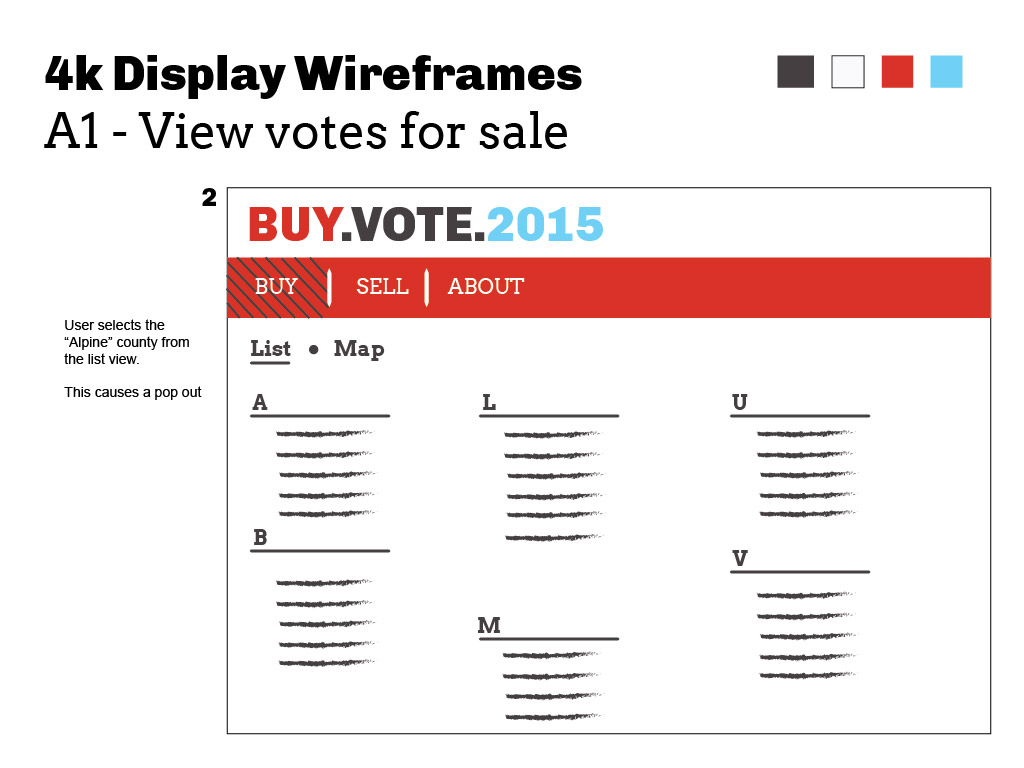 4k Display Wireframes
A1 - View votes for sale
2
BUY.VOTE.2015
BUY SELL ABOUT
User selects the
“Alpine” county from
the list view.
This causes a pop out
List • Map
A
B
L
M
U
V